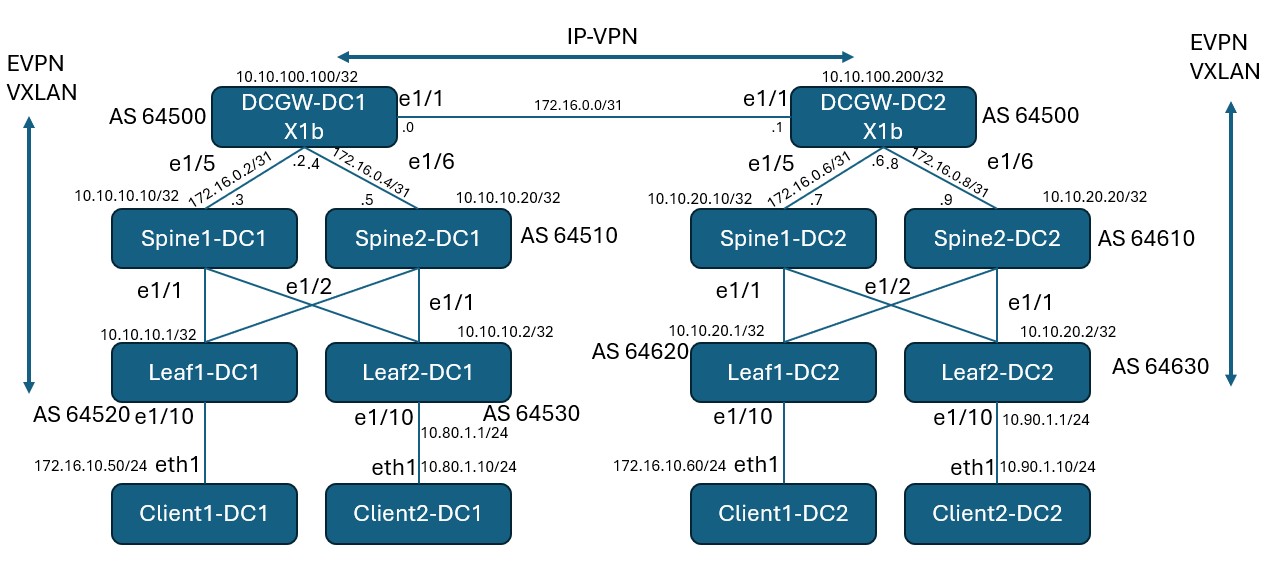 IP-VPN
EVPN
VXLAN
EVPN
VXLAN
10.10.100.100/32
10.10.100.200/32
AS 64500
DCGW-DC1
X1b
e1/1
.0
172.16.0.0/31
e1/1
.1
DCGW-DC2
X1b
AS 64500
e1/5
172.16.0.2/31
.2
.4
172.16.0.4/31
e1/6
e1/5
172.16.0.6/31
.6
.8
172.16.0.8/31
e1/6
10.10.10.10/32
.3
.5
10.10.10.20/32
10.10.20.10/32
.7
.9
10.10.20.20/32
Spine1-DC1
Spine2-DC1
AS 64510
Spine1-DC2
Spine2-DC2
AS 64610
e1/1
e1/2
e1/1
e1/1
e1/2
e1/1
10.10.10.1/32
10.10.10.2/32
10.10.20.1/32
10.10.20.2/32
Leaf1-DC1
Leaf2-DC1
AS 64620
Leaf1-DC2
Leaf2-DC2
AS 64630
AS 64520
e1/10
e1/10
AS 64530
10.80.1.1/24
e1/10
e1/10
10.90.1.1/24
172.16.10.50/24
eth1
eth1
10.80.1.10/24
172.16.10.60/24
eth1
eth1
10.90.1.10/24
Client1-DC1
Client2-DC1
Client1-DC2
Client2-DC2